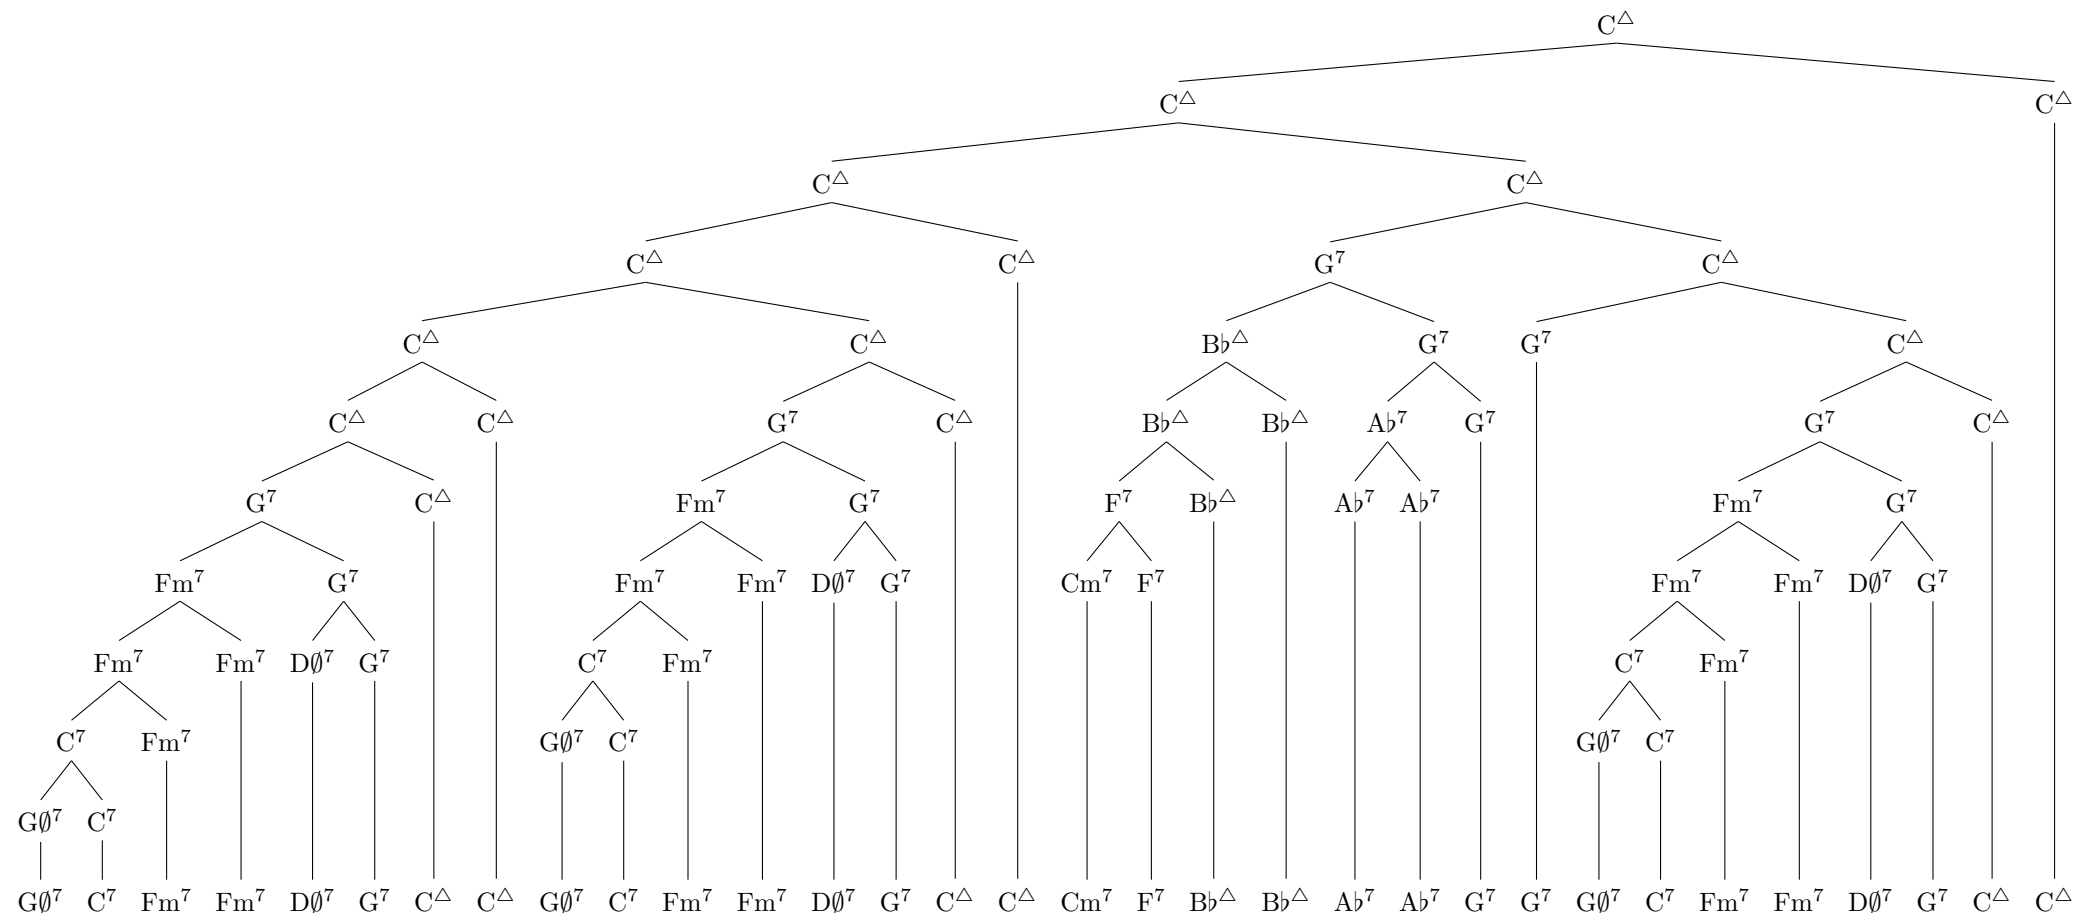 C△
C△ C△
C△ C△
C△ C△ G⁷ C△
C△ C△ B♭△ G⁷ G⁷ C△
C△ C△ G⁷ C△ B♭△ B♭△ A♭⁷ G⁷ G⁷ C△
G⁷ C△ Fm⁷ G⁷ F⁷ B♭△ A♭⁷ A♭⁷ Fm⁷ G⁷
Fm⁷ G⁷ Fm⁷ Fm⁷ D∅⁷ G⁷ Cm⁷ F⁷ Fm⁷ Fm⁷ D∅⁷ G⁷
Fm⁷ Fm⁷ D∅⁷ G⁷ C⁷ Fm⁷ C⁷ Fm⁷
C⁷ Fm⁷ G∅⁷ C⁷ G∅⁷ C⁷
G∅⁷ C⁷
G∅⁷ C⁷ Fm⁷ Fm⁷ D∅⁷ G⁷ C△ C△ G∅⁷ C⁷ Fm⁷ Fm⁷ D∅⁷ G⁷ C△ C△ Cm⁷ F⁷ B♭△ B♭△ A♭⁷ A♭⁷ G⁷ G⁷ G∅⁷ C⁷ Fm⁷ Fm⁷ D∅⁷ G⁷ C△ C△